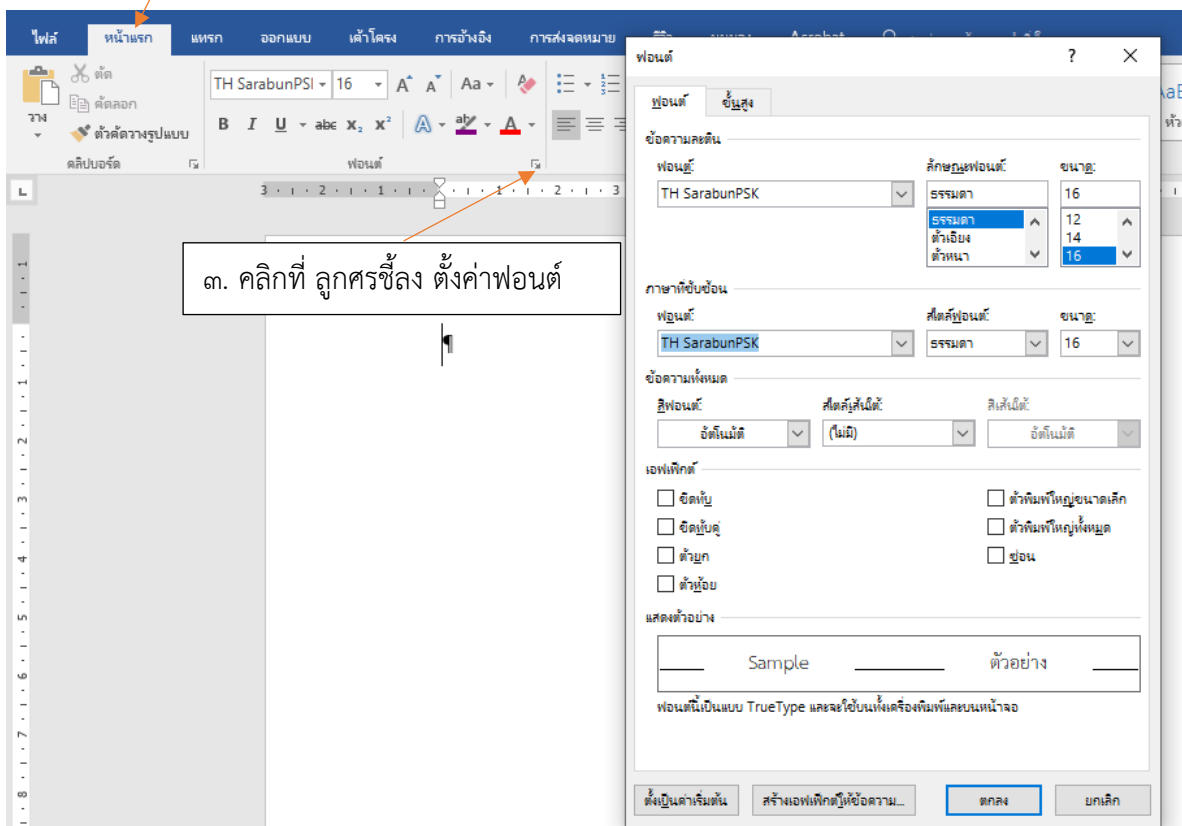 ไฟล์ หน้าแรก แทรก ออกแบบ เค้าโครง การอ้างอิง การส่งจดหมาย
ตัด
คัดลอก
วาง
ตัวคัดวางรูปแบบ
คลิปบอร์ด
TH SarabunPSI 16
ฟอนต์
๓. คลิกที่ ลูกศรชี้ลง ตั้งค่าฟอนต์
ฟอนต์
ฟอนต์ ขั้นสูง
ข้อความละติน
ฟอนต์: ลักษณะฟอนต์: ขนาด:
TH SarabunPSK ธรรมดา 16
ธรรมดา 12
ตัวเอียง 14
ตัวหนา 16
ภาษาที่ซับซ้อน
ฟอนต์: สไตล์ฟอนต์: ขนาด:
TH SarabunPSK ธรรมดา 16
ข้อความทั้งหมด
สีฟอนต์: สไตล์เส้นใต้: สีเส้นใต้:
อัตโนมัติ (ไม่มี) อัตโนมัติ
เอฟเฟ็กต์
ขีดทับ ตัวพิมพ์ใหญ่ขนาดเล็ก
ขีดทับคู่ ตัวพิมพ์ใหญ่ทั้งหมด
ตัวยก ซ่อน
ตัวห้อย
แสดงตัวอย่าง
Sample ตัวอย่าง
ฟอนต์นี้เป็นแบบ TrueType และจะใช้บนทั้งเครื่องพิมพ์และบนหน้าจอ
ตั้งเป็นค่าเริ่มต้น สร้างเอฟเฟ็กต์ให้ข้อความ... ตกลง ยกเลิก